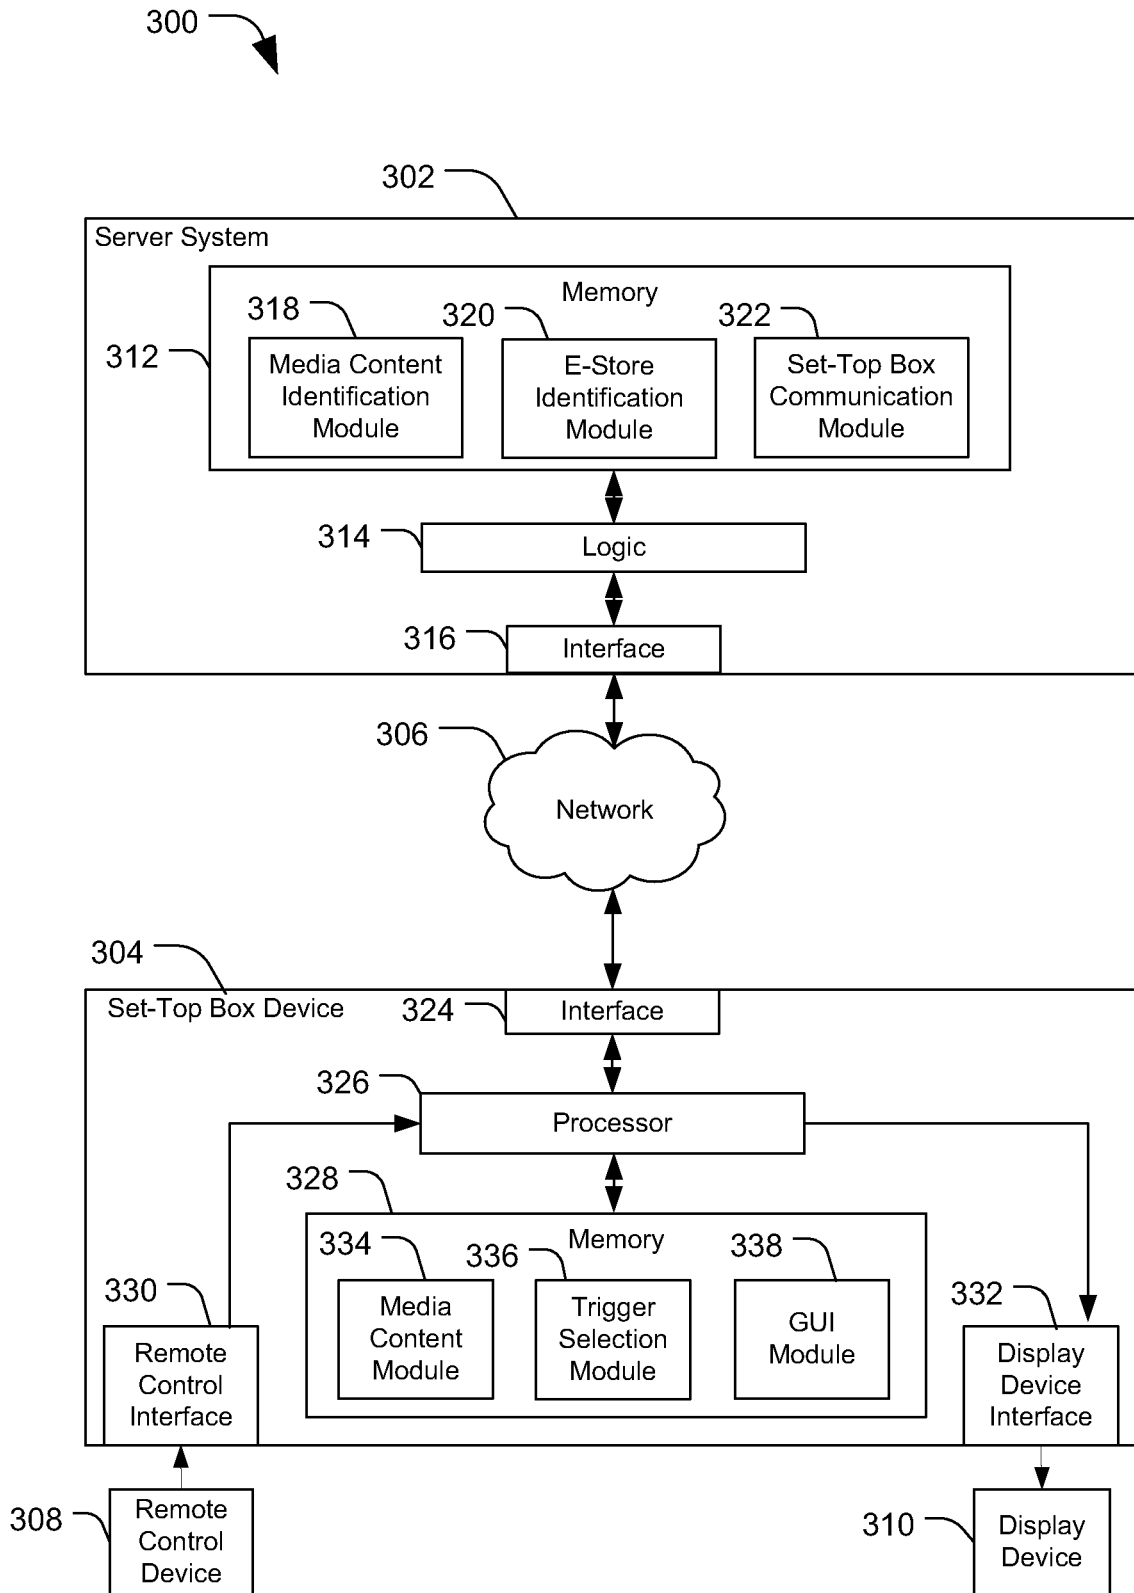 300
302
Server System
Memory
318
320
322
312
Media Content
Identification
Module
E-Store
Identification
Module
Set-Top Box
Communication
Module
314
Logic
316
Interface
306
Network
304
Set-Top Box Device
324
Interface
326
Processor
328
Memory
334
336
338
Media
Content
Module
Trigger
Selection
Module
GUI
Module
330
Remote
Control
Interface
332
Display
Device
Interface
308
Remote
Control
Device
310
Display
Device